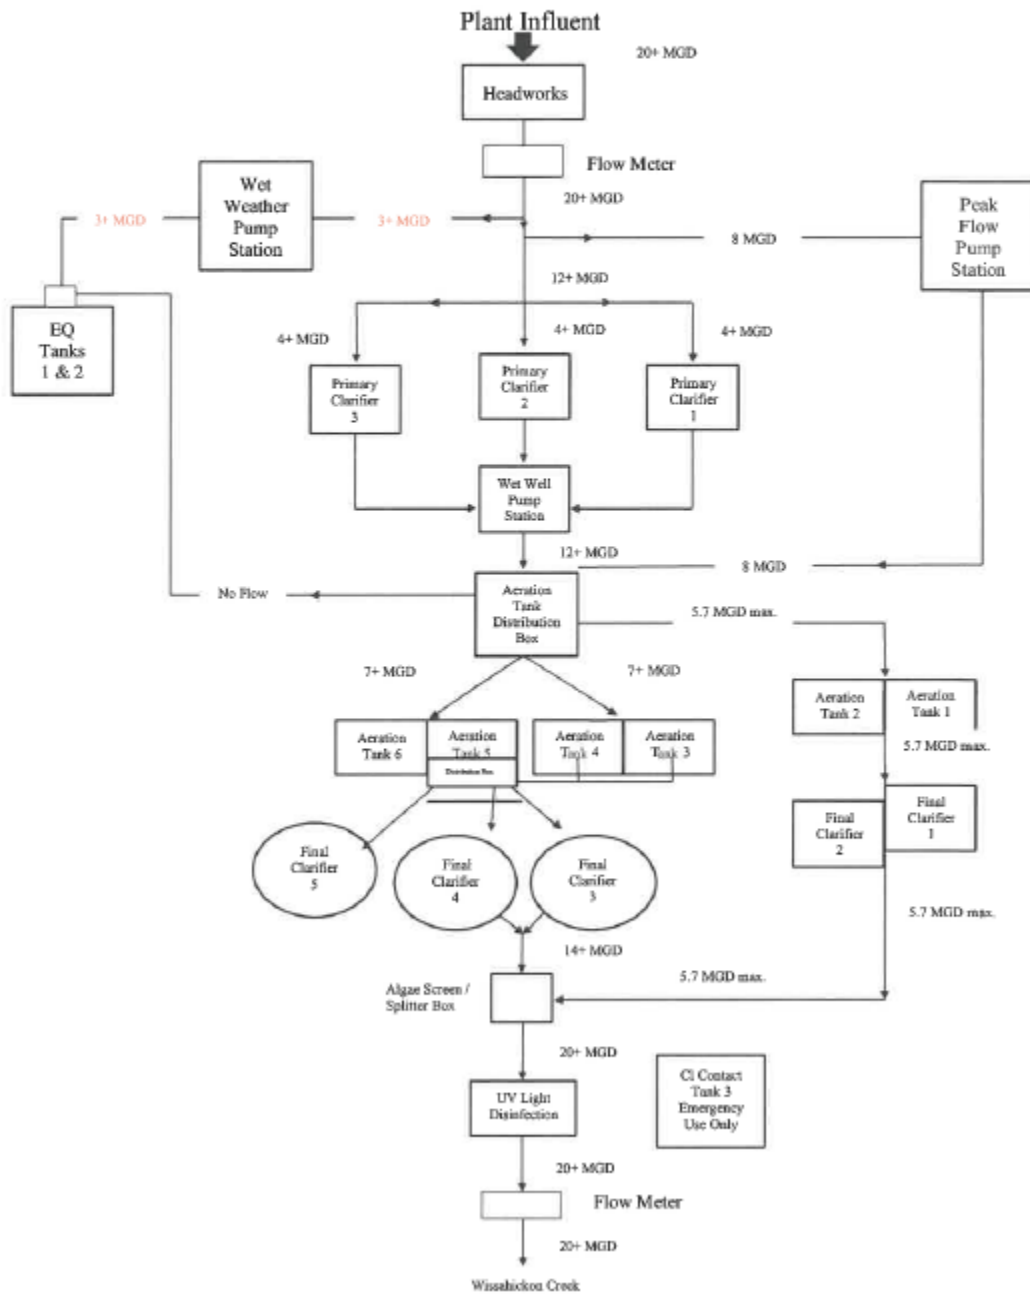 Plant Influent
20+ MGD
Headworks
Flow Meter
20+ MGD
Wet
Weather
Pump
Station
3+ MGD
3+ MGD
8 MGD
Peak
Flow
Pump
Station
12+ MGD
EQ
Tanks
1 & 2
4+ MGD
4+ MGD
4+ MGD
Primary
Clarifier
3
Primary
Clarifier
2
Primary
Clarifier
1
Wet Well
Pump
Station
12+ MGD
8 MGD
No Flow
Aeration
Tank
Distribution
Box
5.7 MGD max.
7+ MGD
7+ MGD
Aeration
Tank 2
Aeration
Tank 1
Aeration
Tank 6
Aeration
Tank 5
Aeration
Tank 4
Aeration
Tank 3
Distribution Box
5.7 MGD max.
Final
Clarifier
2
Final
Clarifier
1
Final
Clarifier
5
Final
Clarifier
4
Final
Clarifier
3
5.7 MGD max.
14+ MGD
5.7 MGD max.
Algae Screen /
Splitter Box
20+ MGD
UV Light
Disinfection
Cl Contact
Tank 3
Emergency
Use Only
20+ MGD
Flow Meter
20+ MGD
Wissahickon Creek